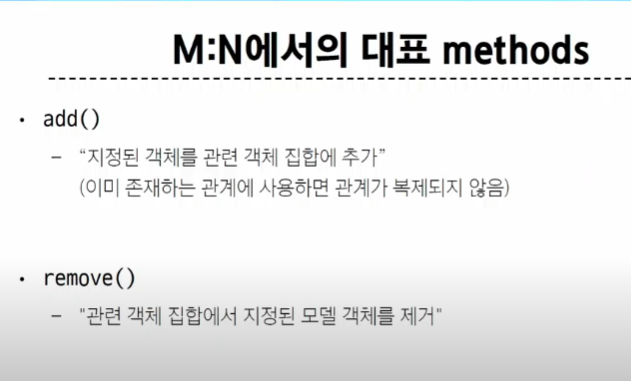 M:N에서의 대표 methods
• add()
– “지정된 객체를 관련 객체 집합에 추가”
(이미 존재하는 관계에 사용하면 관계가 복제되지 않음)
• remove()
– "관련 객체 집합에서 지정된 모델 객체를 제거"